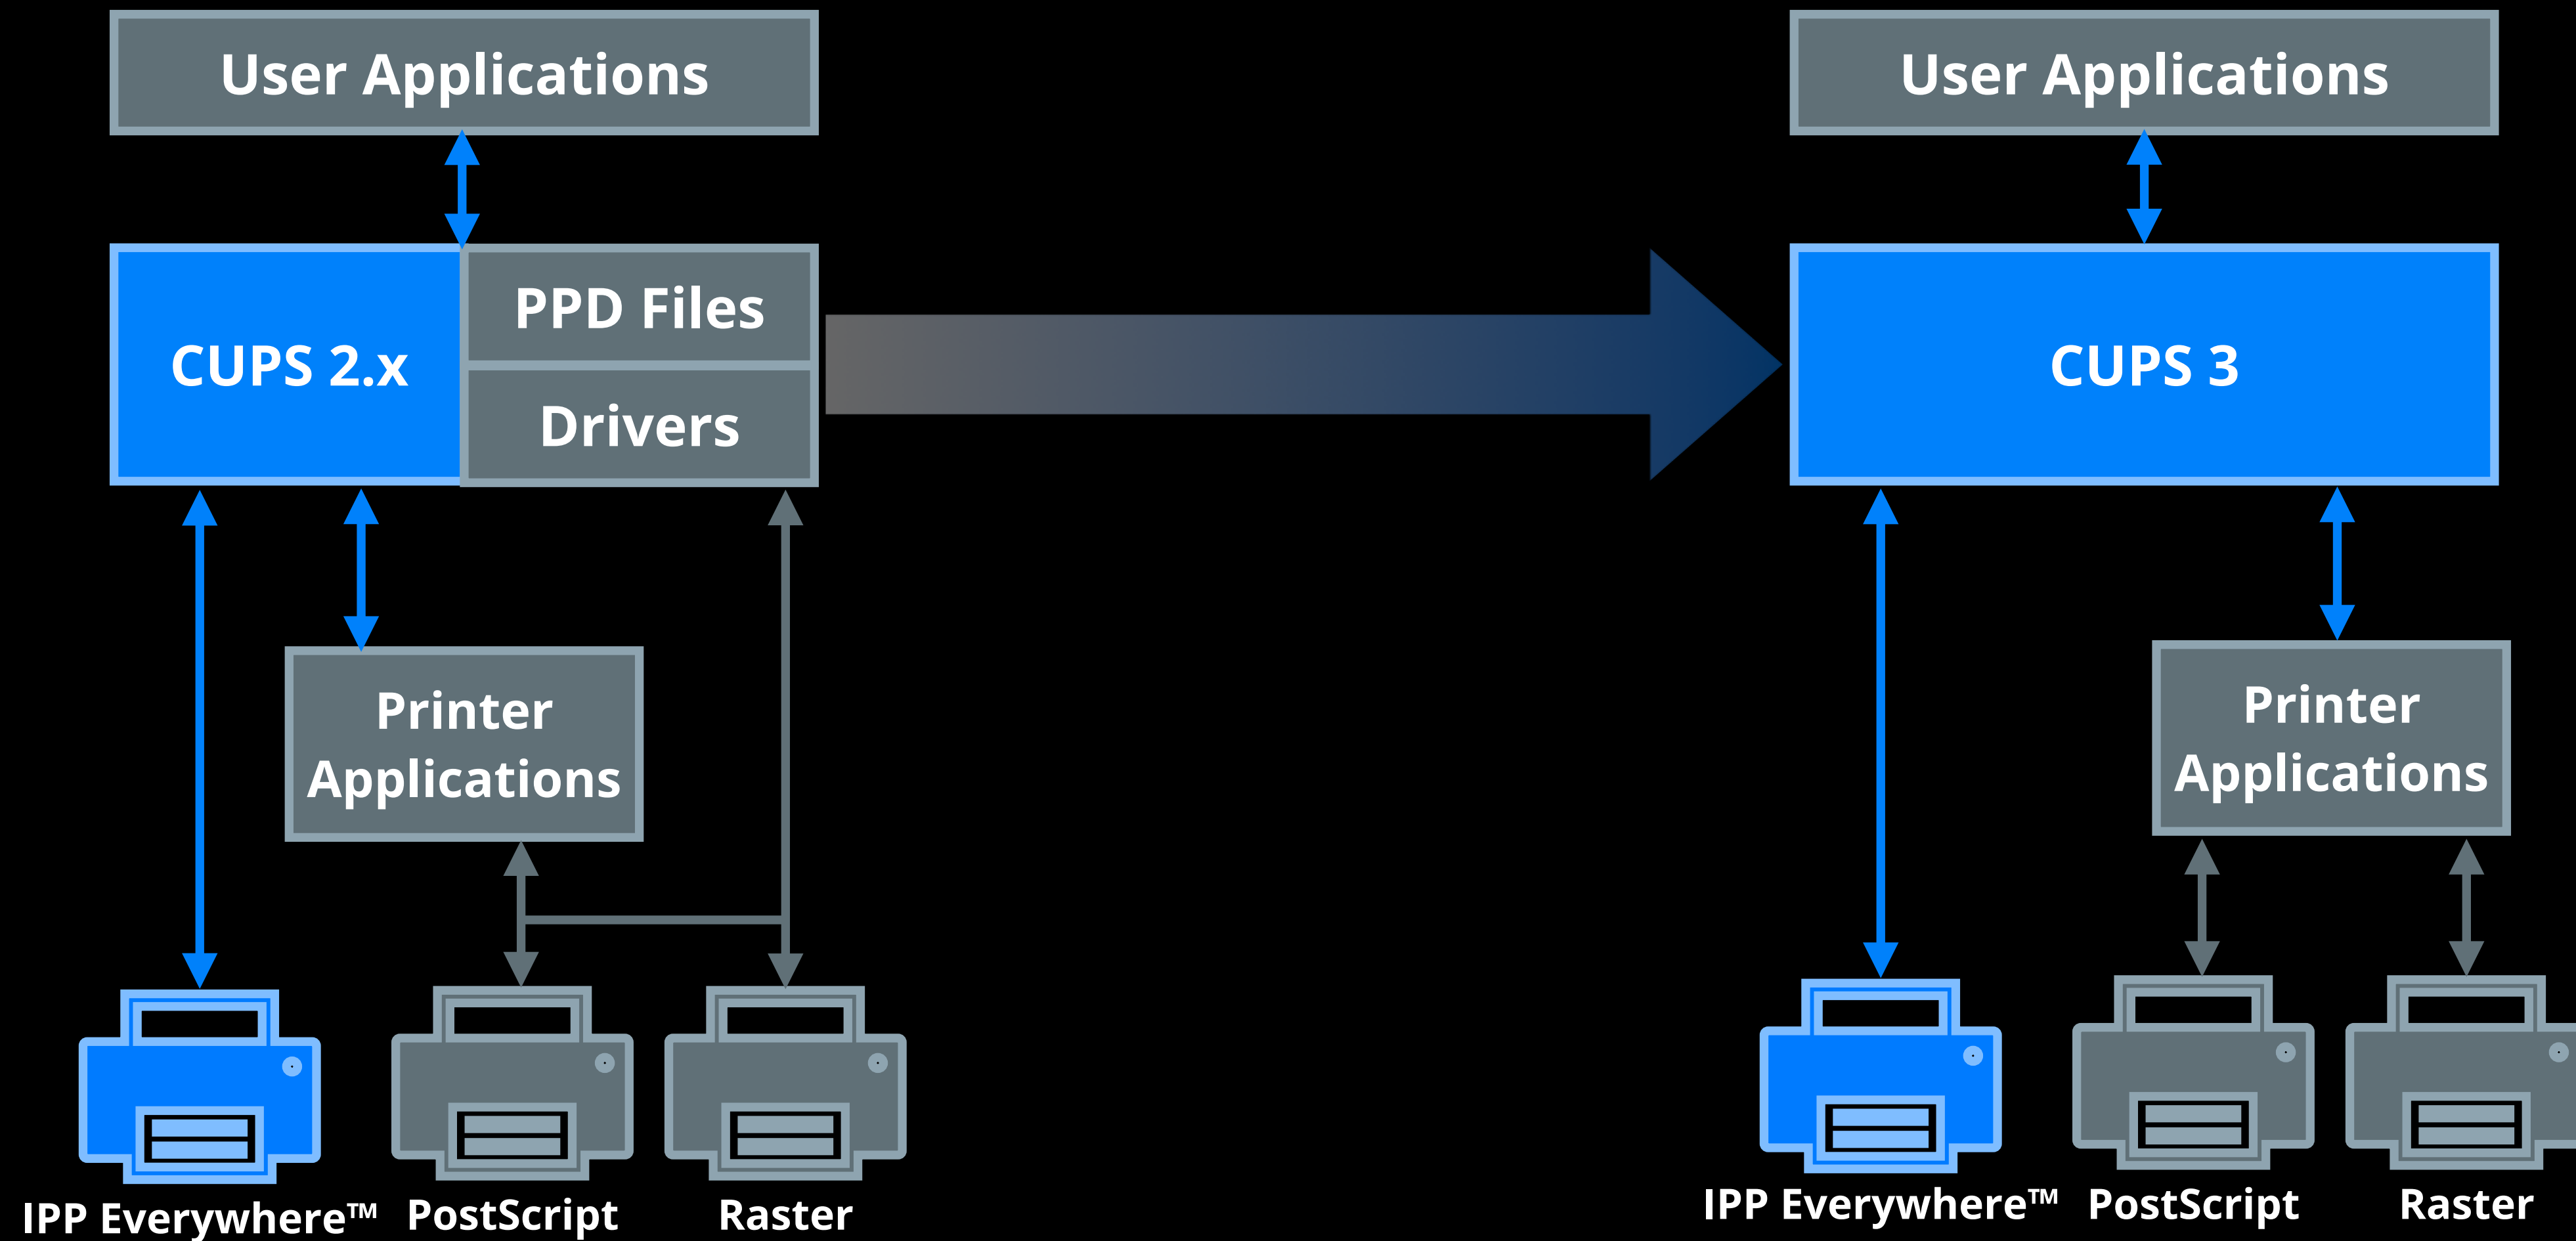 User Applications
CUPS 2.x
PPD Files
Drivers
Printer
Applications
IPP Everywhere™
PostScript
Raster
User Applications
CUPS 3
Printer
Applications
IPP Everywhere™
PostScript
Raster